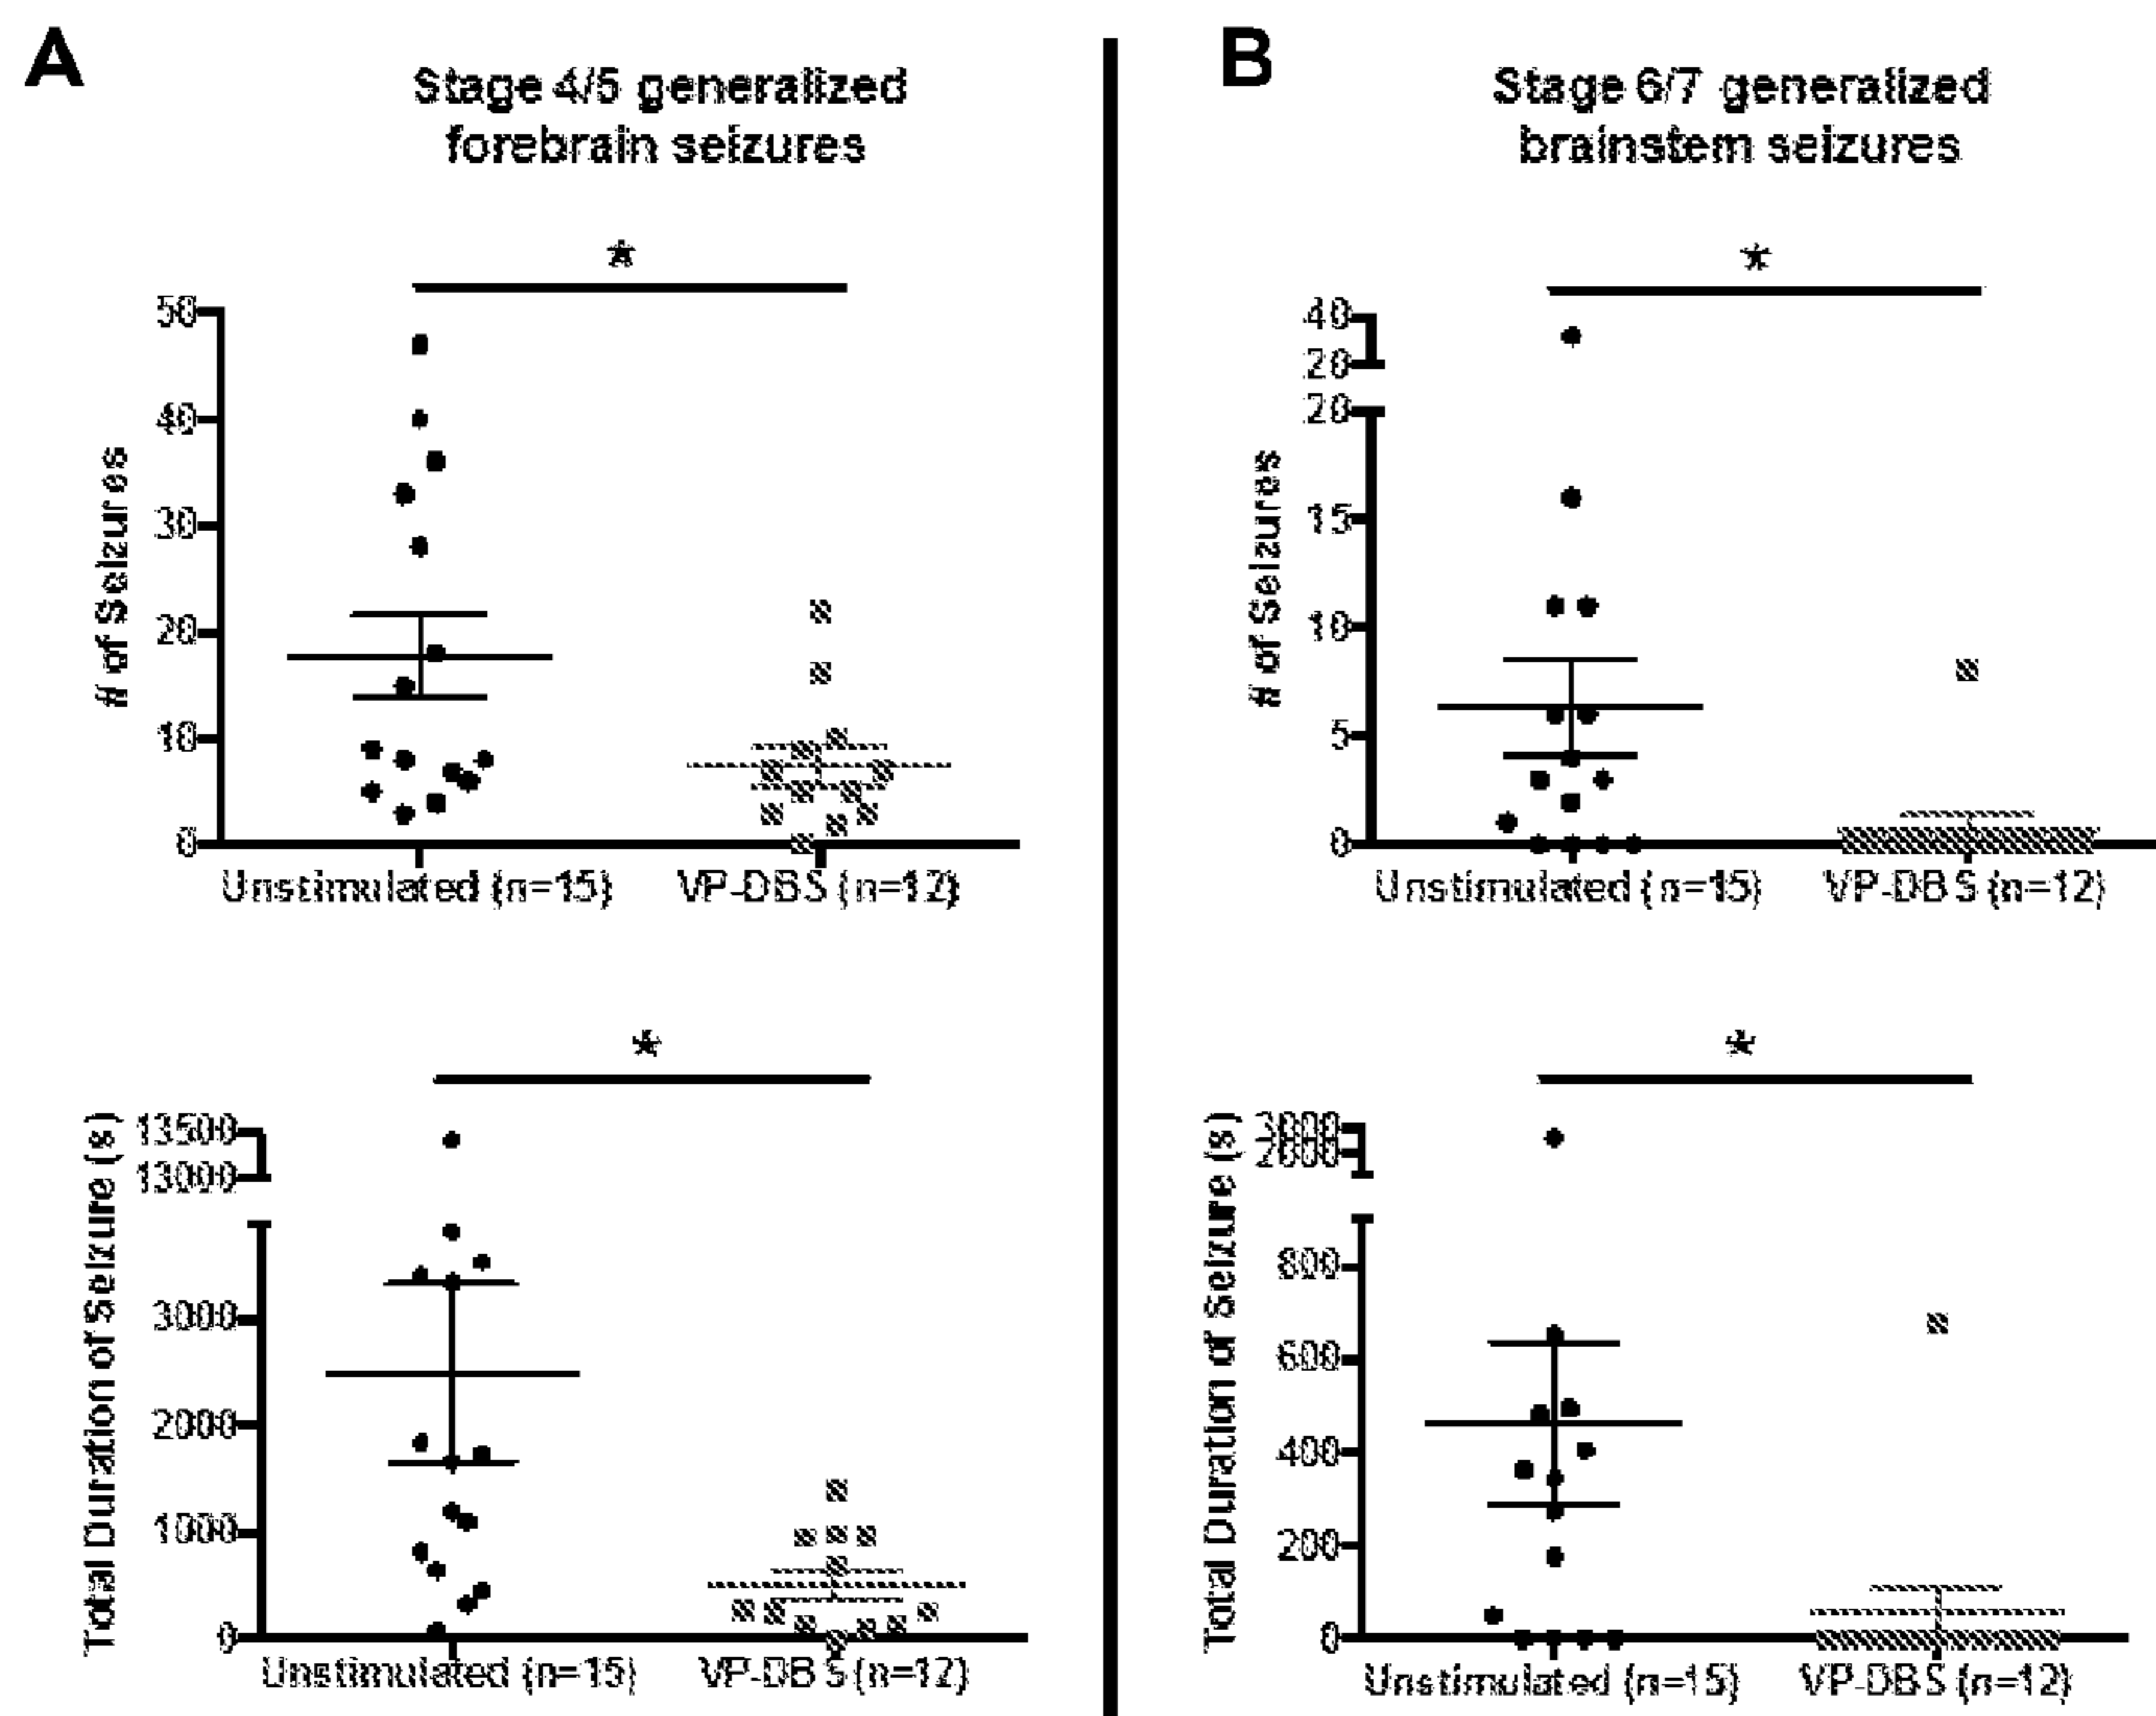 A
Stage 4/5 generalized
forebrain seizures
*
50
40
30
20
10
0
# of Seizures
Unstimulated (n=15)
VP-DBS (n=12)
*
13500
13000
3000
2000
1000
0
Total Duration of Seizure (s)
Unstimulated (n=15)
VP-DBS (n=12)
B
Stage 6/7 generalized
brainstem seizures
*
40
20
20
15
10
5
0
# of Seizures
Unstimulated (n=15)
VP-DBS (n=12)
*
3000
2000
800
600
400
200
0
Total Duration of Seizure (s)
Unstimulated (n=15)
VP-DBS (n=12)